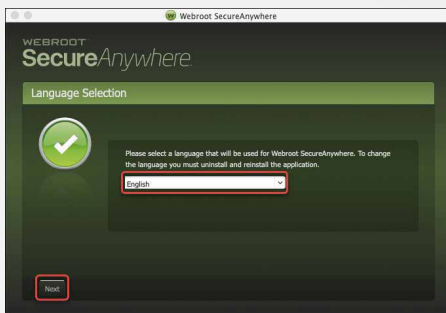 Webroot SecureAnywhere
WEBROOT
SecureAnywhere
Language Selection
Please select a language that will be used for Webroot SecureAnywhere. To change
the language you must uninstall and reinstall the application.
English
Next